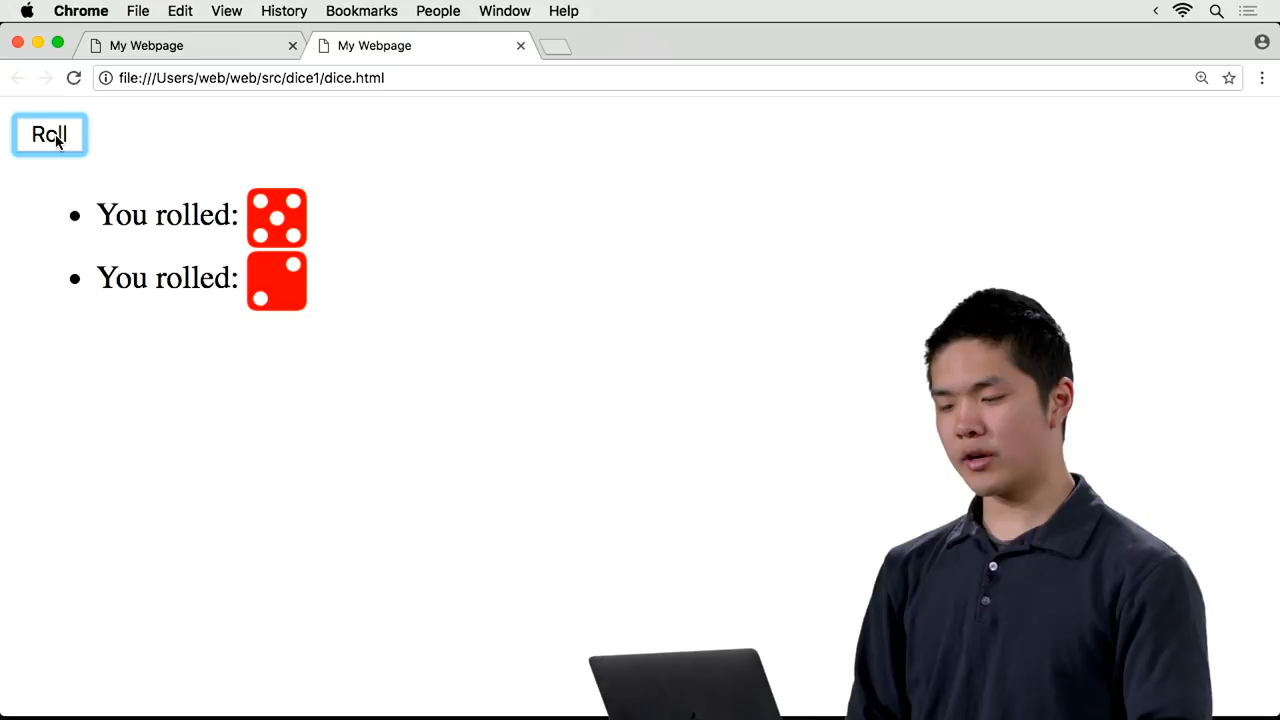 Chrome File Edit View History Bookmarks People Window Help
My Webpage My Webpage
file:///Users/web/web/src/dice1/dice.html
Roll
You rolled:
You rolled: